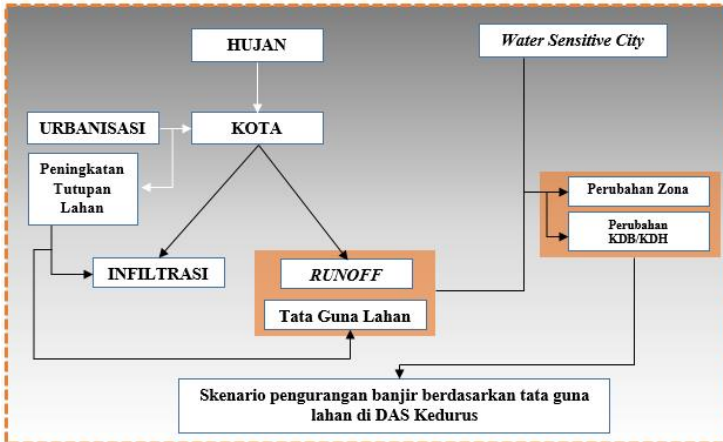 HUJAN
Water Sensitive City
URBANISASI
KOTA
Peningkatan
Tutupan
Lahan
Perubahan Zona
Perubahan
KDB/KDH
INFILTRASI
RUNOFF
Tata Guna Lahan
Skenario pengurangan banjir berdasarkan tata guna
lahan di DAS Kedurus